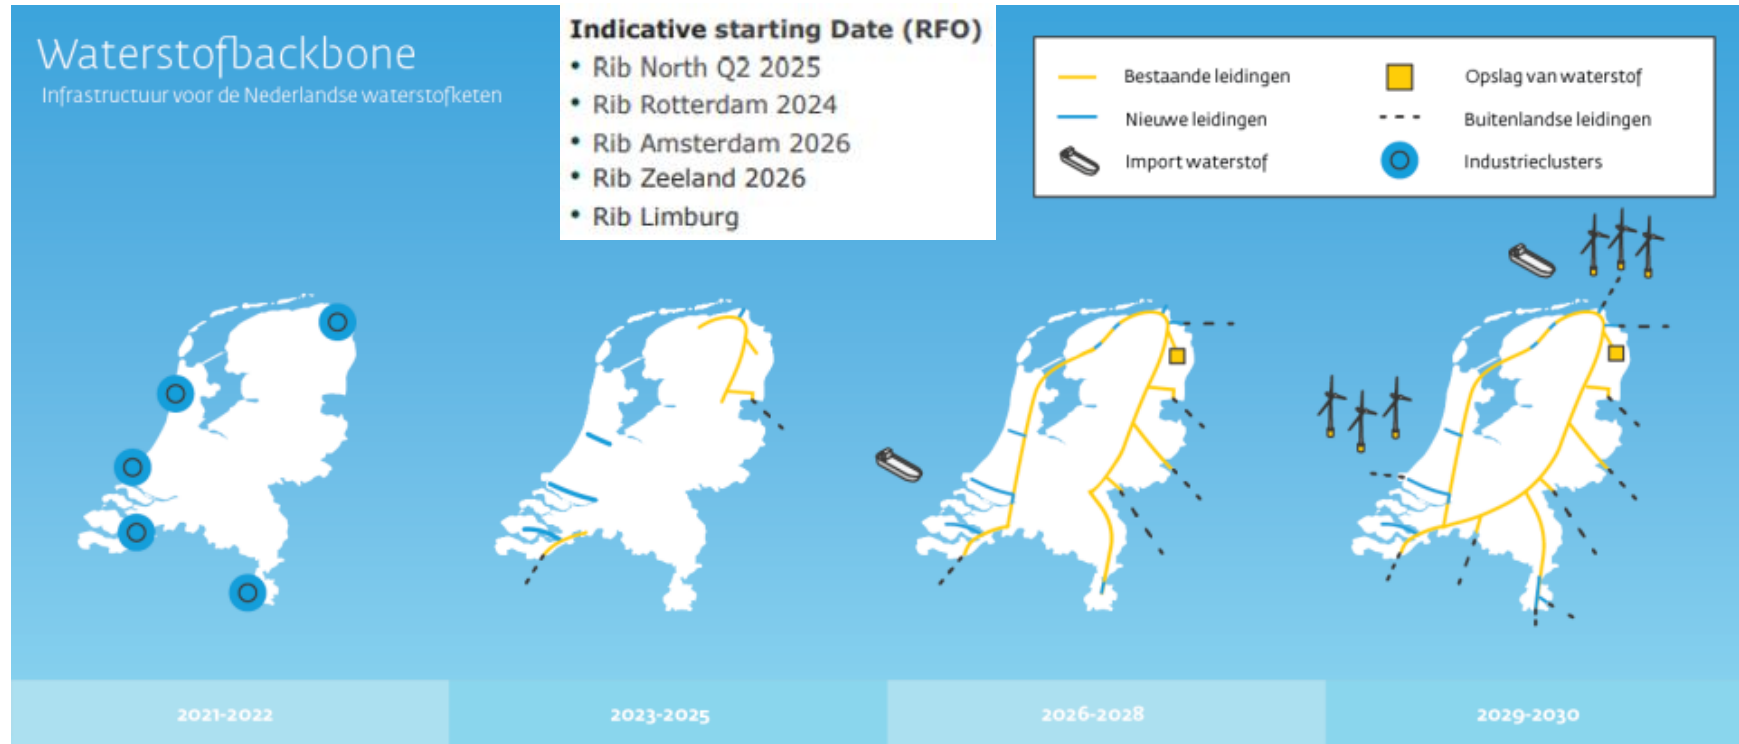 Waterstofbackbone
Infrastructuur voor de Nederlandse waterstofketen
Indicative starting Date (RFO)
• Rib North Q2 2025
• Rib Rotterdam 2024
• Rib Amsterdam 2026
• Rib Zeeland 2026
• Rib Limburg
Bestaande leidingen
Nieuwe leidingen
Import waterstof
Opslag van waterstof
Buitenlandse leidingen
Industrieclusters
2021-2022
2023-2025
2026-2028
2029-2030